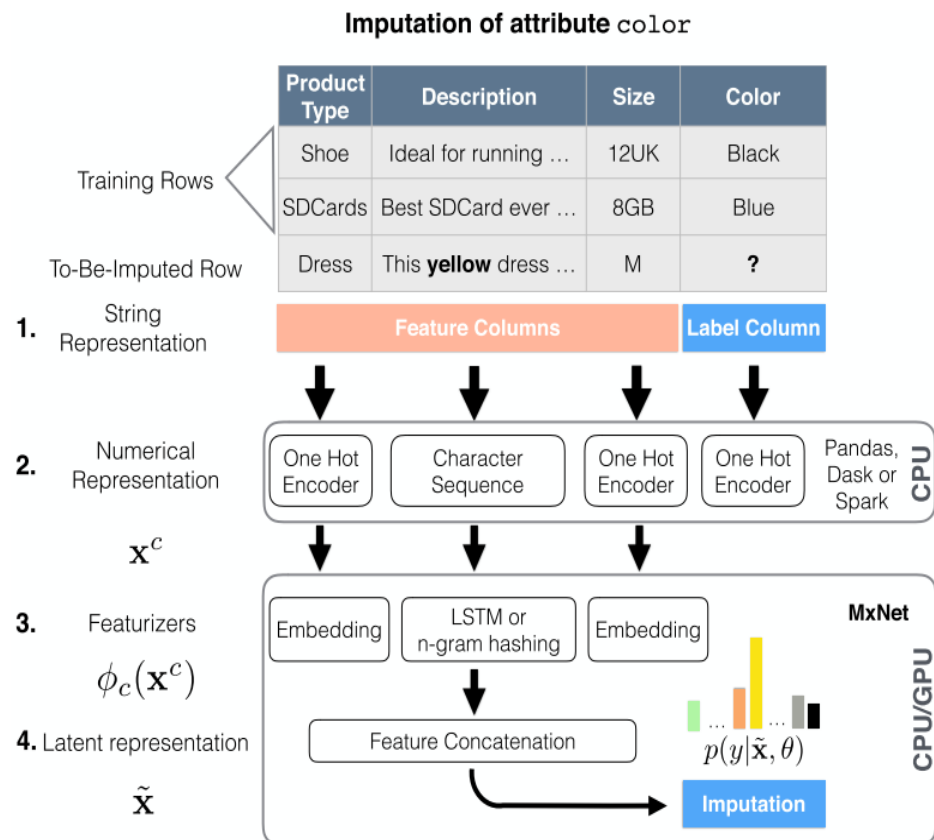 Imputation of attribute color
Product Type Description Size Color
Training Rows
Shoe Ideal for running ... 12UK Black
SDCards Best SDCard ever ... 8GB Blue
To-Be-Imputed Row Dress This yellow dress ... M ?
1. String Representation Feature Columns Label Column
2. Numerical Representation
One Hot Encoder
Character Sequence
One Hot Encoder
One Hot Encoder
Pandas, Dask or Spark
CPU
x^c
3. Featurizers
Embedding
LSTM or n-gram hashing
Embedding
MxNet
CPU/GPU
ϕ_c(x^c)
... ...
p(y|x̃, θ)
4. Latent representation
Feature Concatenation
x̃
Imputation